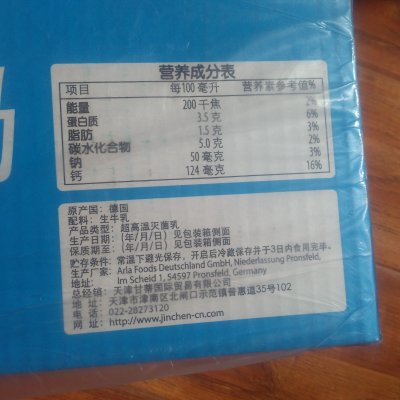 营养成分表
项目 每100 毫升 营养素参考值%
能量 200 千焦 2%
蛋白质 3.5 克 6%
脂肪 1.5 克 3%
碳水化合物 5.0 克 2%
钠 50 毫克 3%
钙 124 毫克 16%
原产国: 德国
配料: 生牛乳
产品类型: 超高温灭菌乳
生产日期: (年/月/日) 见包装箱侧面
保质期至: (年/月/日) 见包装箱侧面
贮存条件: 常温下避光保存, 开启后冷藏保存并于3日内食用完毕。
生产厂家: Arla Foods Deutschland GmbH, Niederlassung Pronsfeld,
地址: Im Scheid 1, 54597 Pronsfeld, Germany
总经销: 天津甘蒂国际贸易有限公司
地 址: 天津市津南区北闸口示范镇普惠道35号102
电 话: 022-28273120
网 址: http://www.jinchen-cn.com